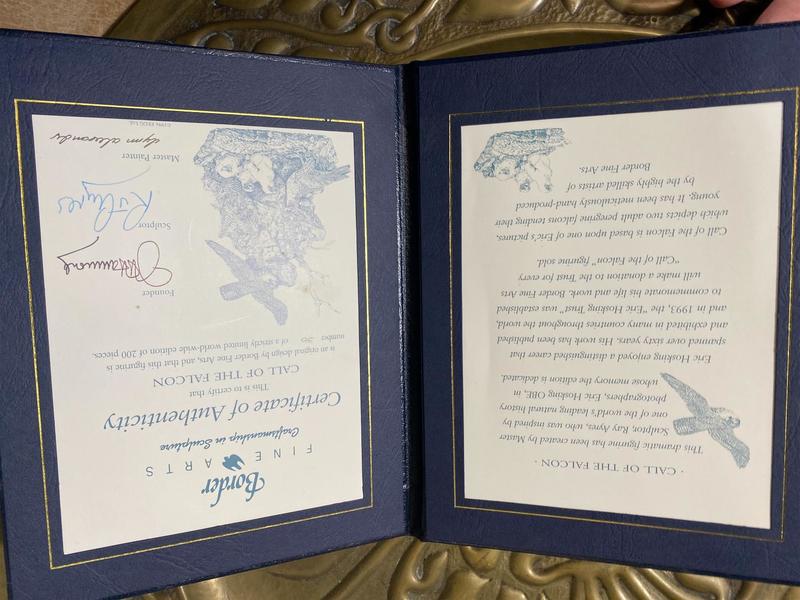 · CALL OF THE FALCON ·
This dramatic figurine has been created by Master
Sculptor, Ray Ayres, who was inspired by
one of the world's leading natural history
photographers, Eric Hosking OBE, in
whose memory the edition is dedicated.
Eric Hosking enjoyed a distinguished career that
spanned over sixty years. His work has been published
and exhibited in many countries throughout the world,
and in 1993, the "Eric Hosking Trust" was established
to commemorate his life and work. Border Fine Arts
will make a donation to the Trust for every
"Call of the Falcon" figurine sold.
Call of the Falcon is based upon one of Eric's pictures,
which depicts two adult peregrine falcons tending their
young. It has been meticulously hand-produced
by the highly skilled artists of
Border Fine Arts.
Border
FINE ARTS
Craftsmanship in Sculpture
Certificate of Authenticity
This is to certify that
CALL OF THE FALCON
is an original design by Border Fine Arts, and that this figurine is
number of a strictly limited world-wide edition of 200 pieces.
Founder
Sculptor
R Ayres
Master Painter